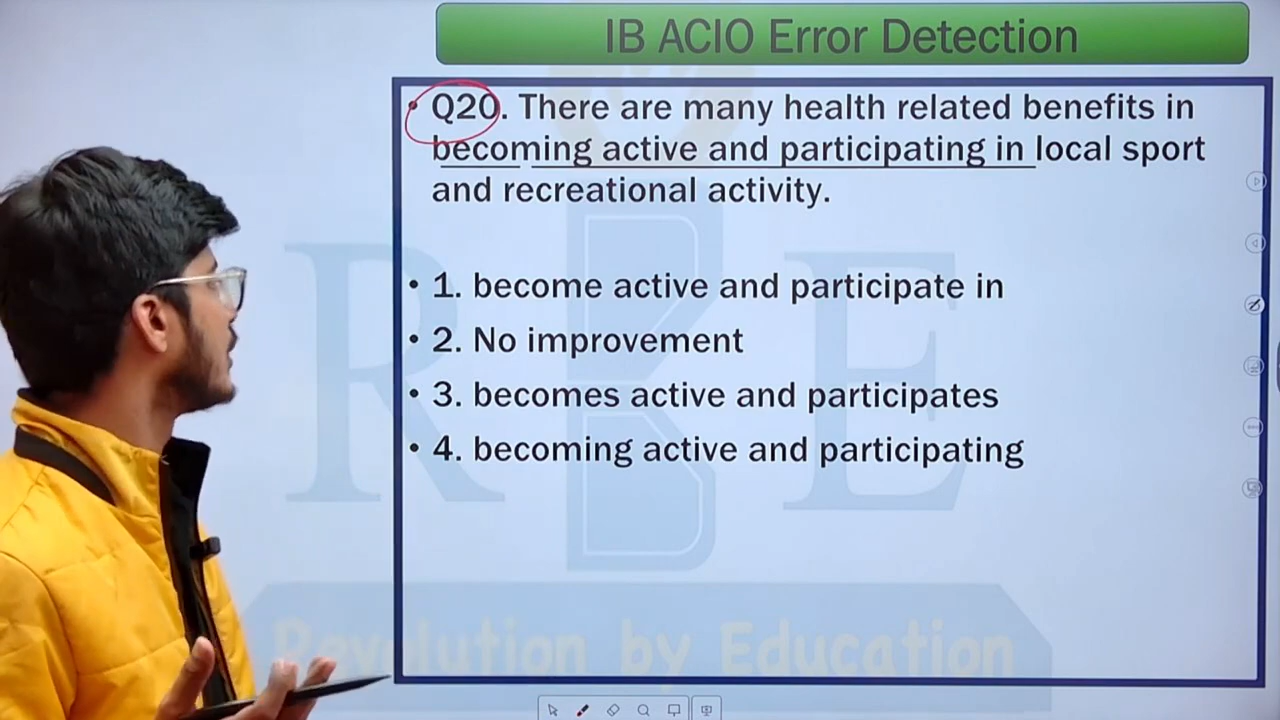 IB ACIO Error Detection
• Q20. There are many health related benefits in
becoming active and participating in local sport
and recreational activity.
• 1. become active and participate in
• 2. No improvement
• 3. becomes active and participates
• 4. becoming active and participating
RBE
Revolution by Education